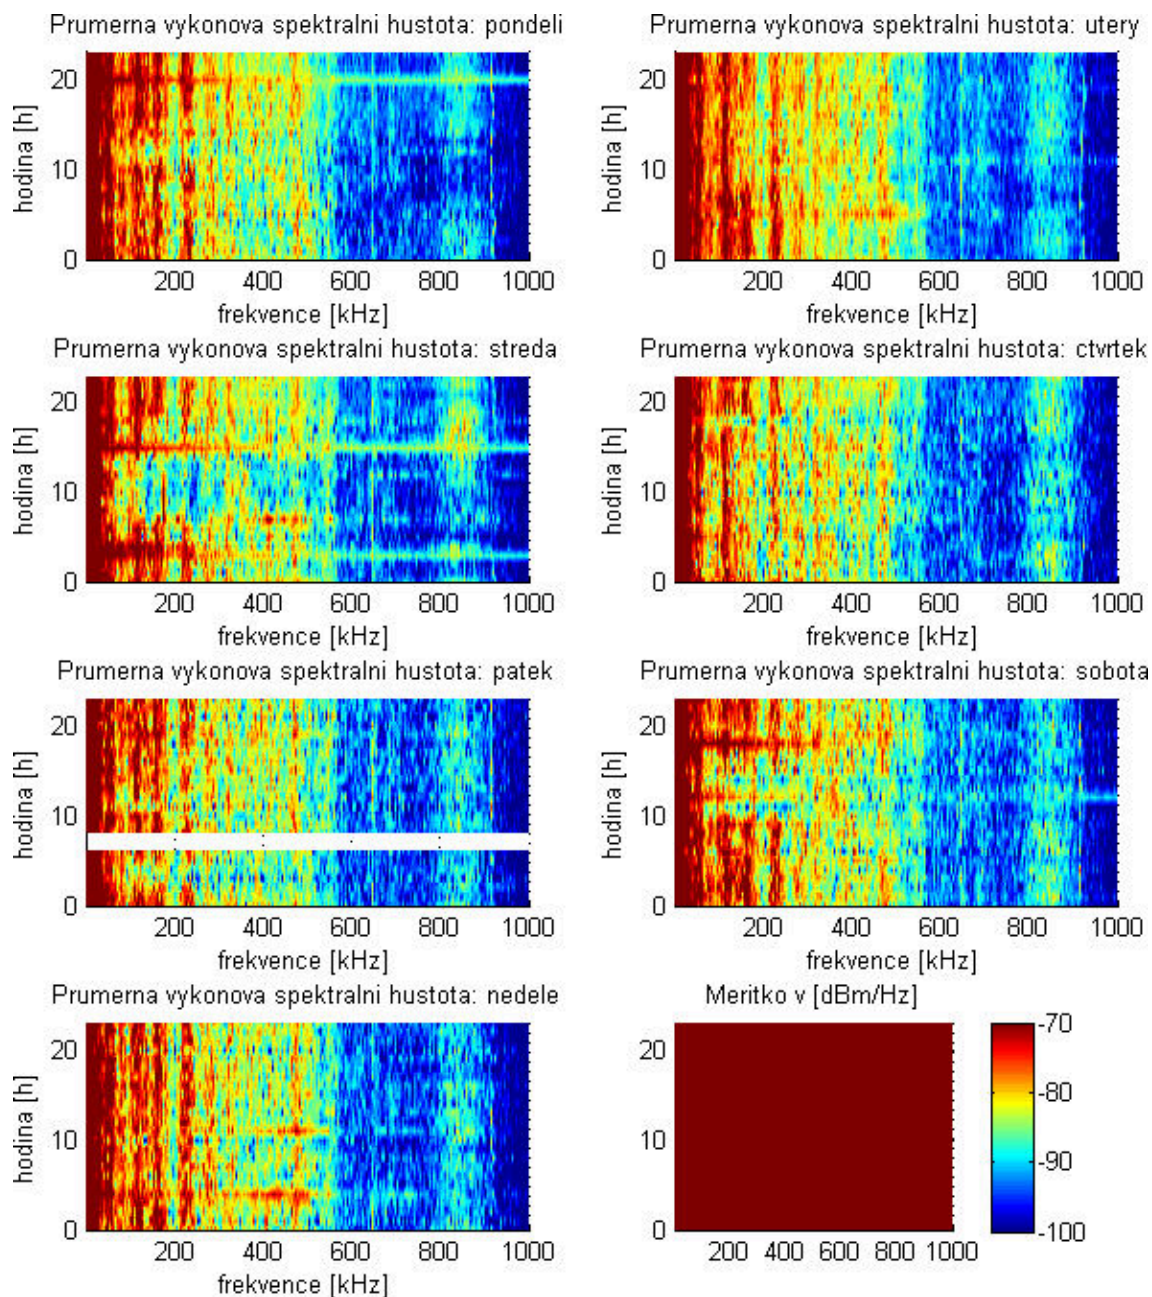 Prumerna vykonova spektralni hustota: pondeli
hodina [h]
20
10
0
200 400 600 800 1000
frekvence [kHz]
Prumerna vykonova spektralni hustota: utery
hodina [h]
20
10
0
200 400 600 800 1000
frekvence [kHz]
Prumerna vykonova spektralni hustota: streda
hodina [h]
20
10
0
200 400 600 800 1000
frekvence [kHz]
Prumerna vykonova spektralni hustota: ctvrtek
hodina [h]
20
10
0
200 400 600 800 1000
frekvence [kHz]
Prumerna vykonova spektralni hustota: patek
hodina [h]
20
10
0
200 400 600 800 1000
frekvence [kHz]
Prumerna vykonova spektralni hustota: sobota
hodina [h]
20
10
0
200 400 600 800 1000
frekvence [kHz]
Prumerna vykonova spektralni hustota: nedele
hodina [h]
20
10
0
200 400 600 800 1000
frekvence [kHz]
Meritko v [dBm/Hz]
20
10
0
200 400 600 800 1000
-70
-80
-90
-100